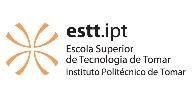 estt.ipt
Escola Superior
de Tecnologia de Tomar
Instituto Politécnico de Tomar